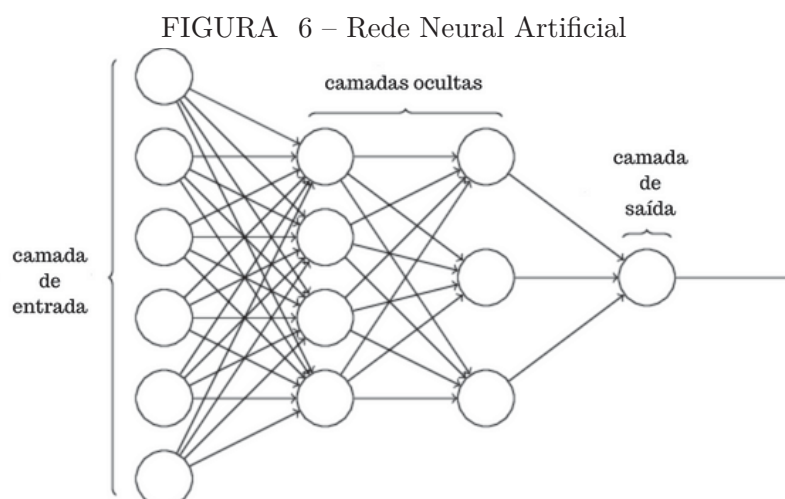 FIGURA 6 – Rede Neural Artificial
camadas ocultas
camada
de
saída
camada
de
entrada